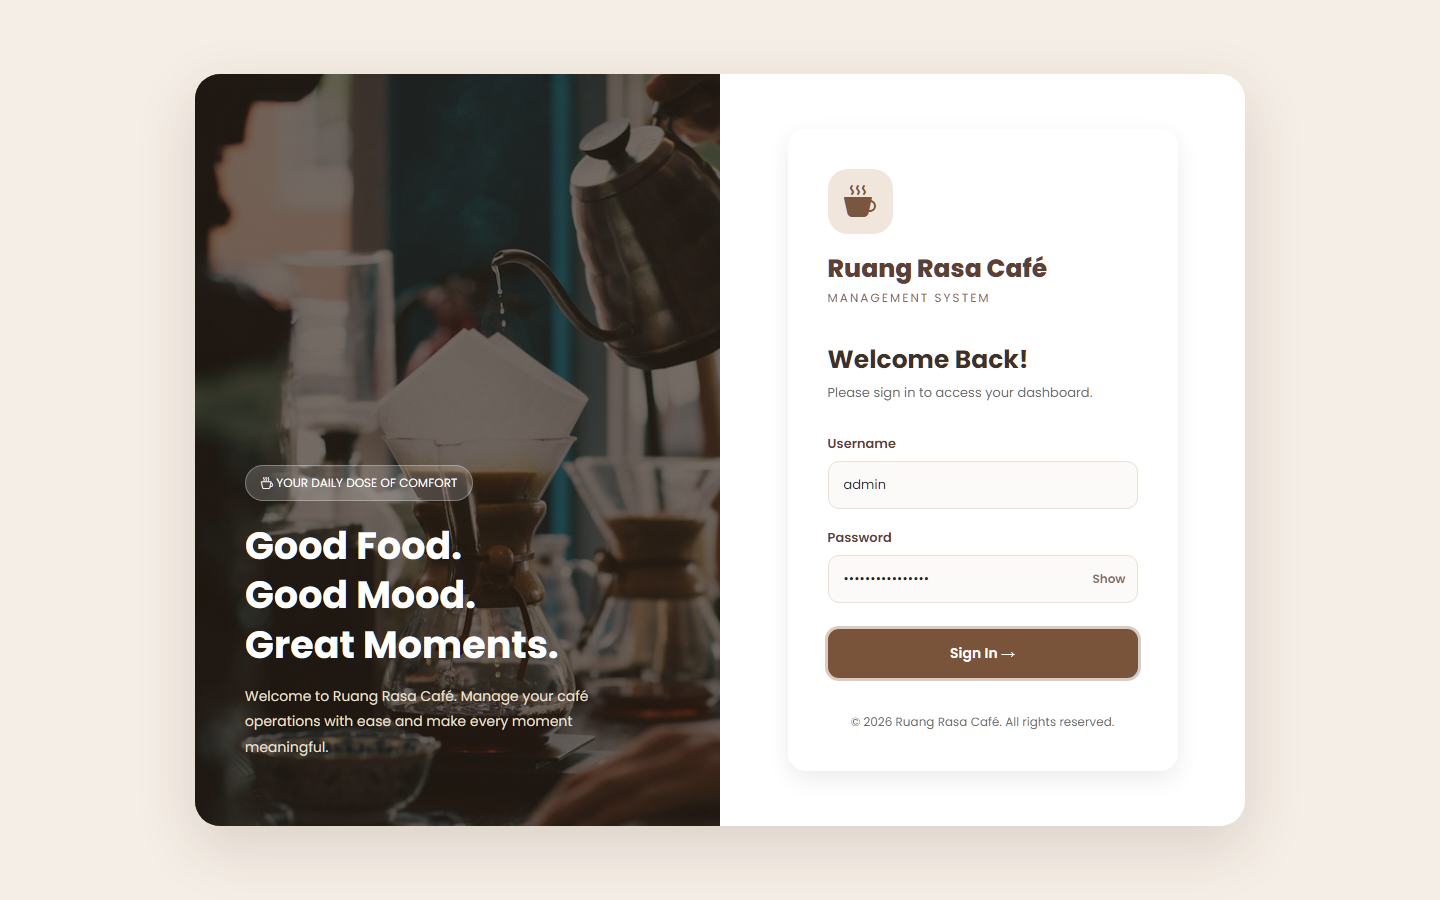 YOUR DAILY DOSE OF COMFORT
Good Food.
Good Mood.
Great Moments.
Welcome to Ruang Rasa Café. Manage your café
operations with ease and make every moment
meaningful.
Ruang Rasa Café
MANAGEMENT SYSTEM
Welcome Back!
Please sign in to access your dashboard.
Username
admin
Password
••••••••••••••••
Show
Sign In →
© 2026 Ruang Rasa Café. All rights reserved.